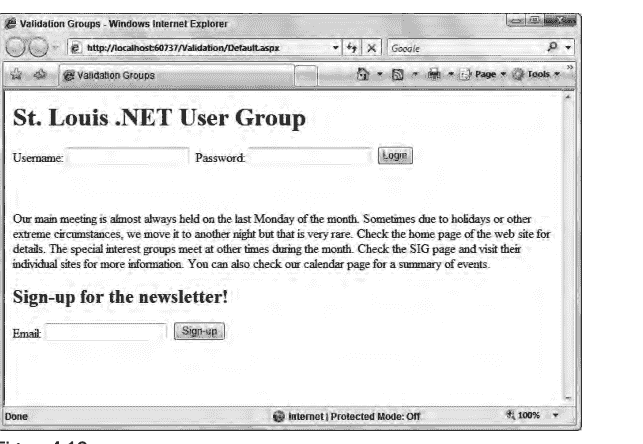 Validation Groups - Windows Internet Explorer
http://localhost:60737/Validation/Default.aspx
Google
Validation Groups
Page
Tools
St. Louis .NET User Group
Username:
Password:
Login
Our main meeting is almost always held on the last Monday of the month. Sometimes due to holidays or other
extreme circumstances, we move it to another night but that is very rare. Check the home page of the web site for
details. The special interest groups meet at other times during the month. Check the SIG page and visit their
individual sites for more information. You can also check our calendar page for a summary of events.
Sign-up for the newsletter!
Email:
Sign-up
Done
Internet | Protected Mode: Off
100%